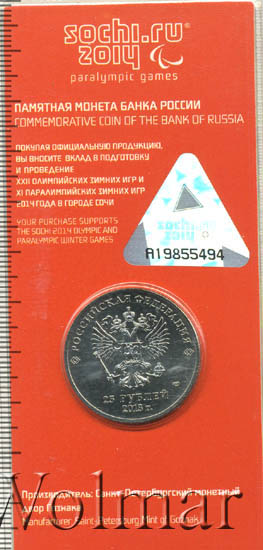 sochi.ru
2014
paralympic games
ПАМЯТНАЯ МОНЕТА БАНКА РОССИИ
COMMEMORATIVE COIN OF THE BANK OF RUSSIA
ПОКУПАЯ ОФИЦИАЛЬНУЮ ПРОДУКЦИЮ,
ВЫ ВНОСИТЕ ВКЛАД В ПОДГОТОВКУ
И ПРОВЕДЕНИЕ
XXII ОЛИМПИЙСКИХ ЗИМНИХ ИГР И
XI ПАРАЛИМПИЙСКИХ ЗИМНИХ ИГР
2014 ГОДА В ГОРОДЕ СОЧИ
YOUR PURCHASE SUPPORTS
THE SOCHI 2014 OLYMPIC AND
PARALYMPIC WINTER GAMES
A19855494
РОССИЙСКАЯ ФЕДЕРАЦИЯ
25 РУБЛЕЙ
2013 г.
Производитель: Санкт-Петербургский монетный
двор Гознака
Manufacturer: Saint-Petersburg Mint of Goznak
Wolmar